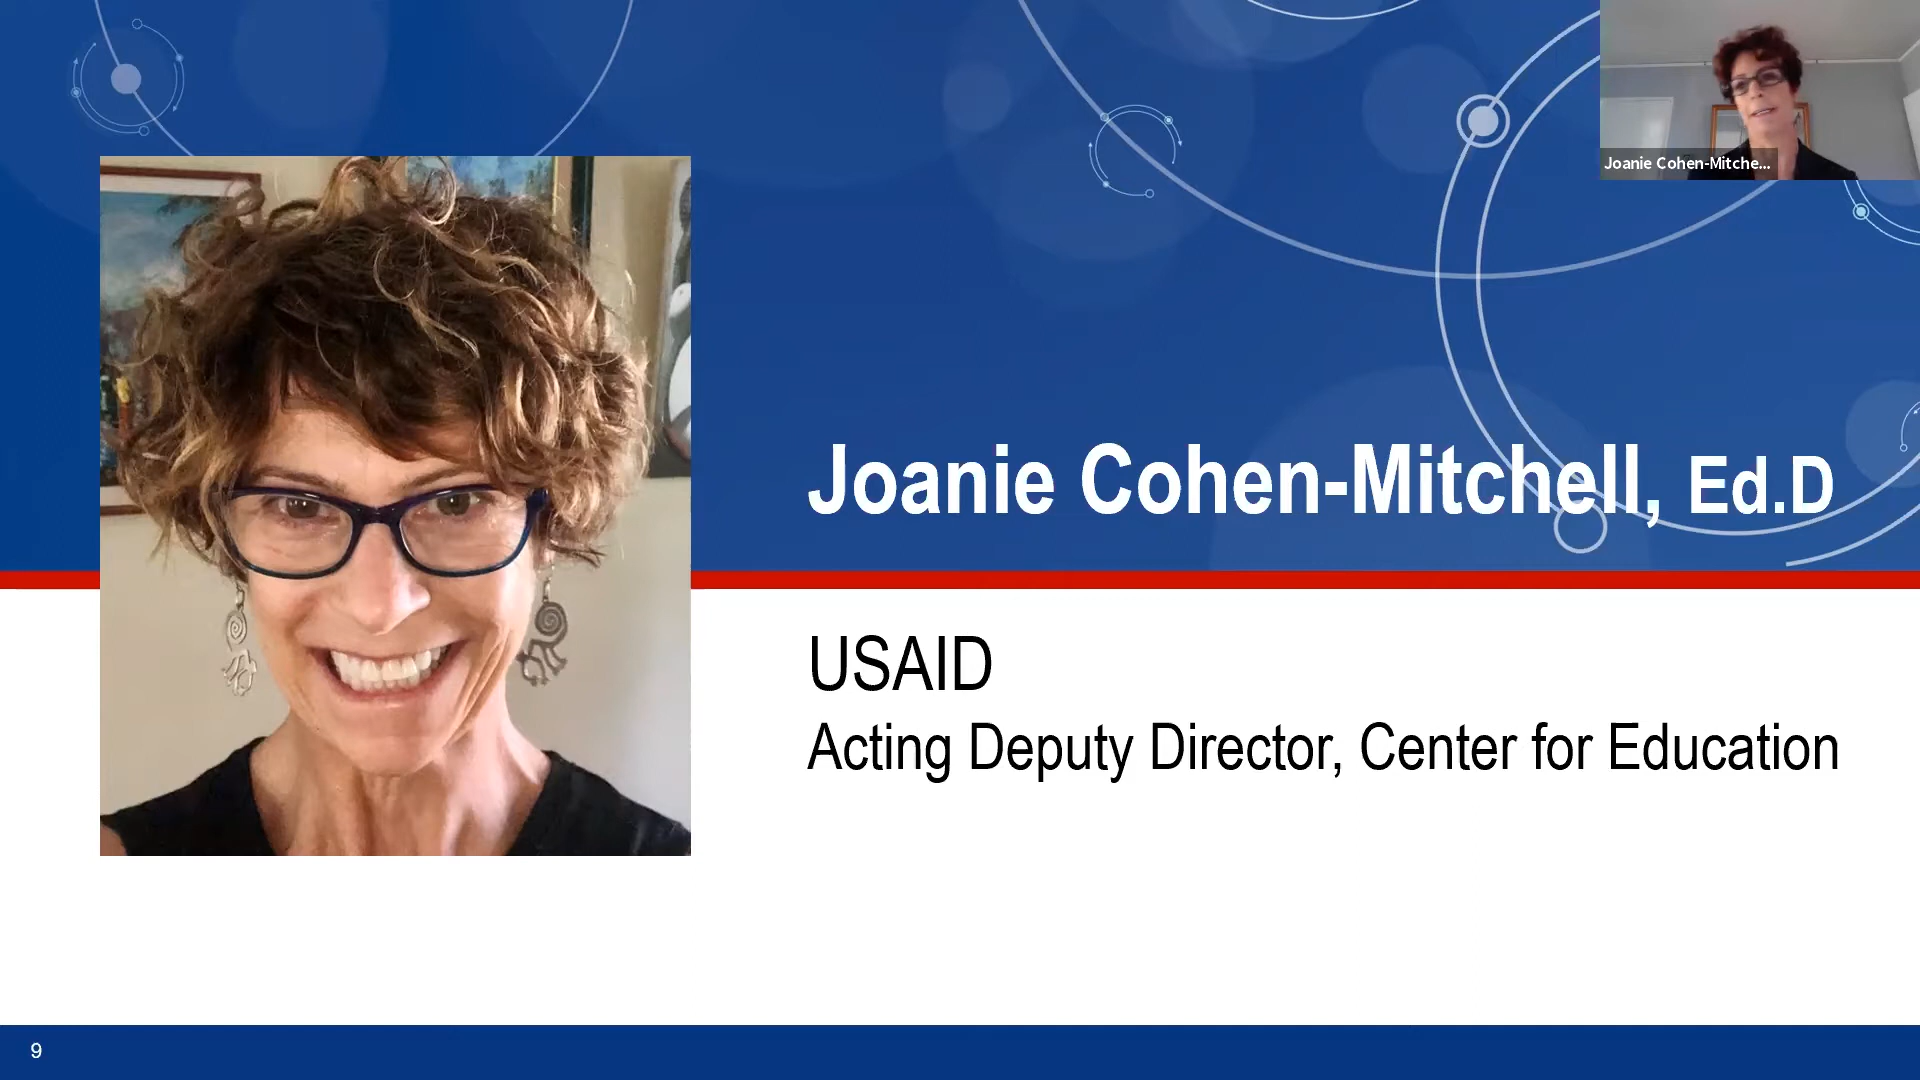 Joanie Cohen-Mitche...
Joanie Cohen-Mitchell, Ed.D
USAID
Acting Deputy Director, Center for Education
9